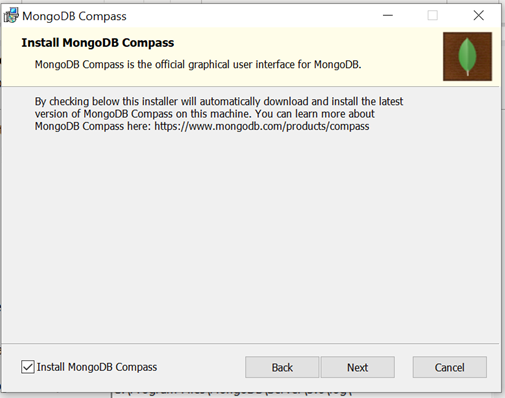 MongoDB Compass
Install MongoDB Compass
MongoDB Compass is the official graphical user interface for MongoDB.
By checking below this installer will automatically download and install the latest
version of MongoDB Compass on this machine. You can learn more about
MongoDB Compass here: https://www.mongodb.com/products/compass
Install MongoDB Compass
Back
Next
Cancel